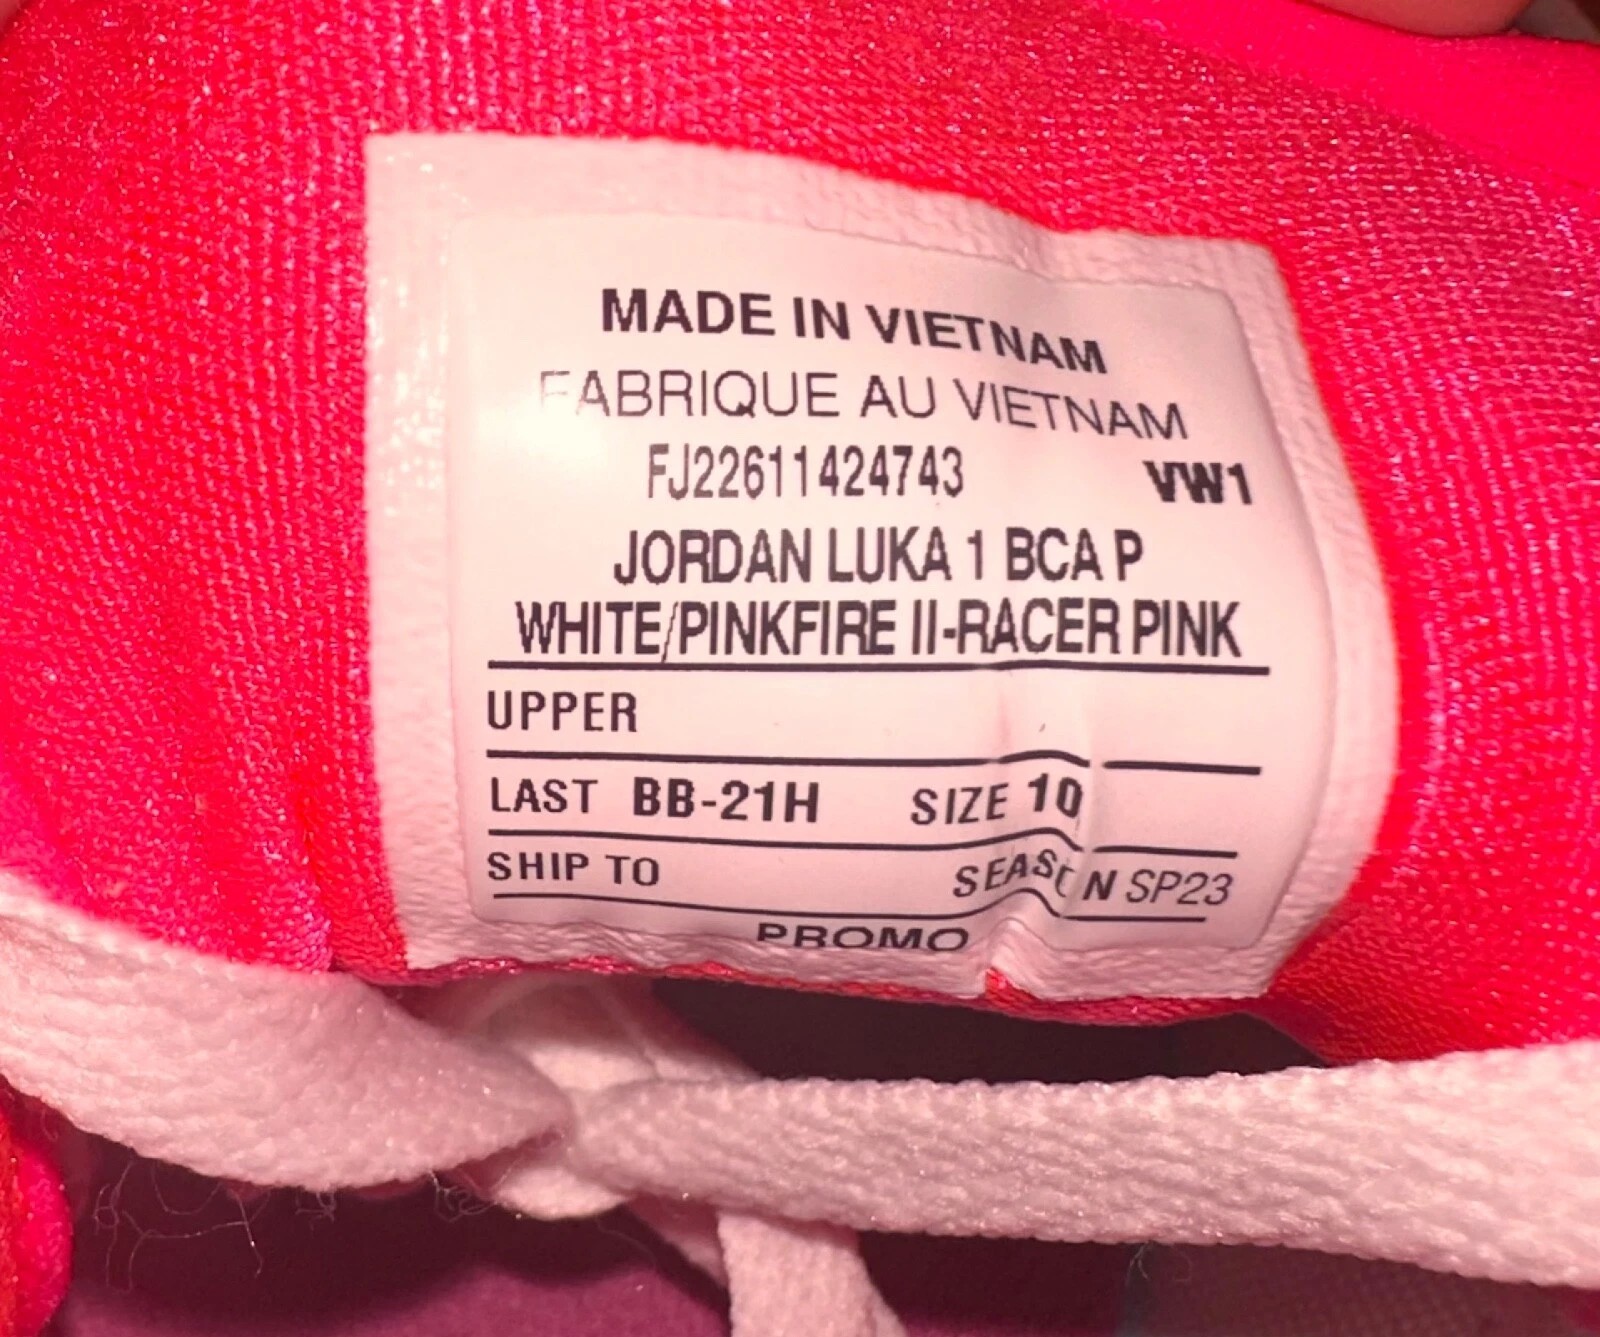 MADE IN VIETNAM
FABRIQUE AU VIETNAM
FJ22611424743 VW1
JORDAN LUKA 1 BCA P
WHITE/PINKFIRE II-RACER PINK
UPPER
LAST BB-21H SIZE 10
SHIP TO SEASON SP23
PROMO